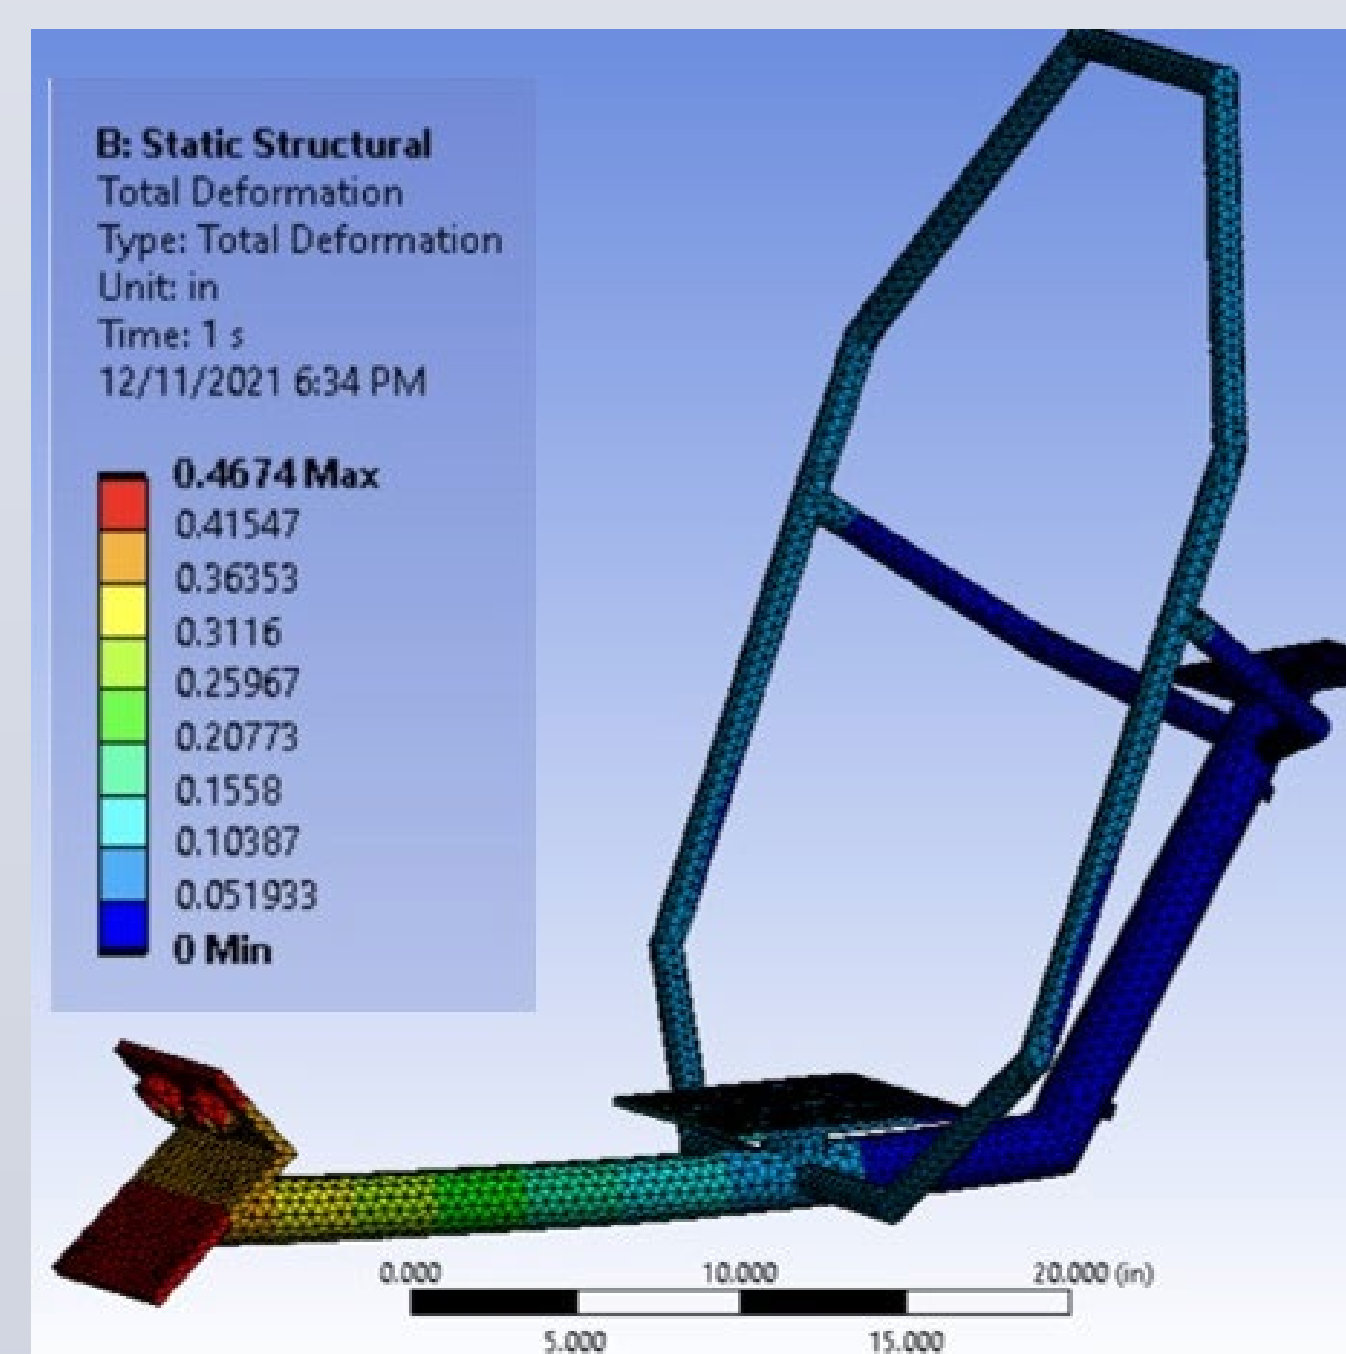 B: Static Structural
Total Deformation
Type: Total Deformation
Unit: in
Time: 1 s
12/11/2021 6:34 PM
0.4674 Max
0.41547
0.36353
0.3116
0.25967
0.20773
0.1558
0.10387
0.051933
0 Min
0.000 10.000 20.000 (in)
5.000 15.000